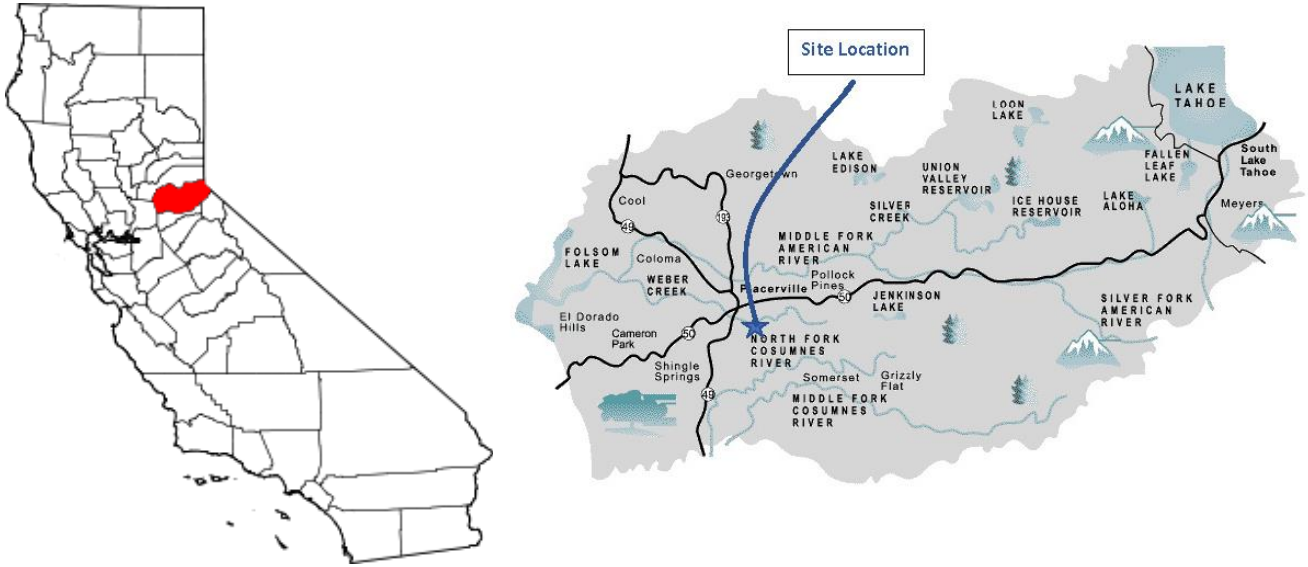 Site Location
LAKE
TAHOE
LOON
LAKE
South
Lake
Tahoe
FALLEN
LEAF
LAKE
LAKE
EDISON
Georgetown
UNION
VALLEY
RESERVOIR
Cool
193
SILVER
CREEK
ICE HOUSE
RESERVOIR
LAKE
ALOHA
Meyers
49
MIDDLE FORK
AMERICAN
RIVER
FOLSOM
LAKE
Coloma
WEBER
CREEK
Pollock
Pines
Placerville
50
JENKINSON
LAKE
SILVER FORK
AMERICAN
RIVER
El Dorado
Hills
Cameron
Park
50
NORTH FORK
COSUMNES
RIVER
Shingle
Springs
Somerset
Grizzly
Flat
49
MIDDLE FORK
COSUMNES
RIVER